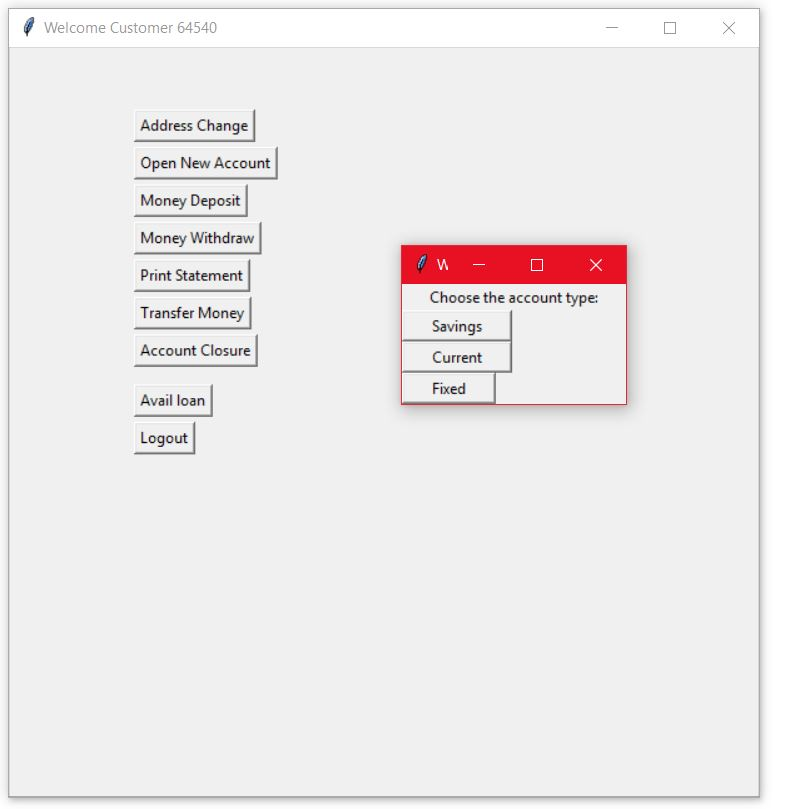 Welcome Customer 64540
Address Change
Open New Account
Money Deposit
Money Withdraw
Print Statement
Transfer Money
Account Closure
Avail loan
Logout
W
Choose the account type:
Savings
Current
Fixed